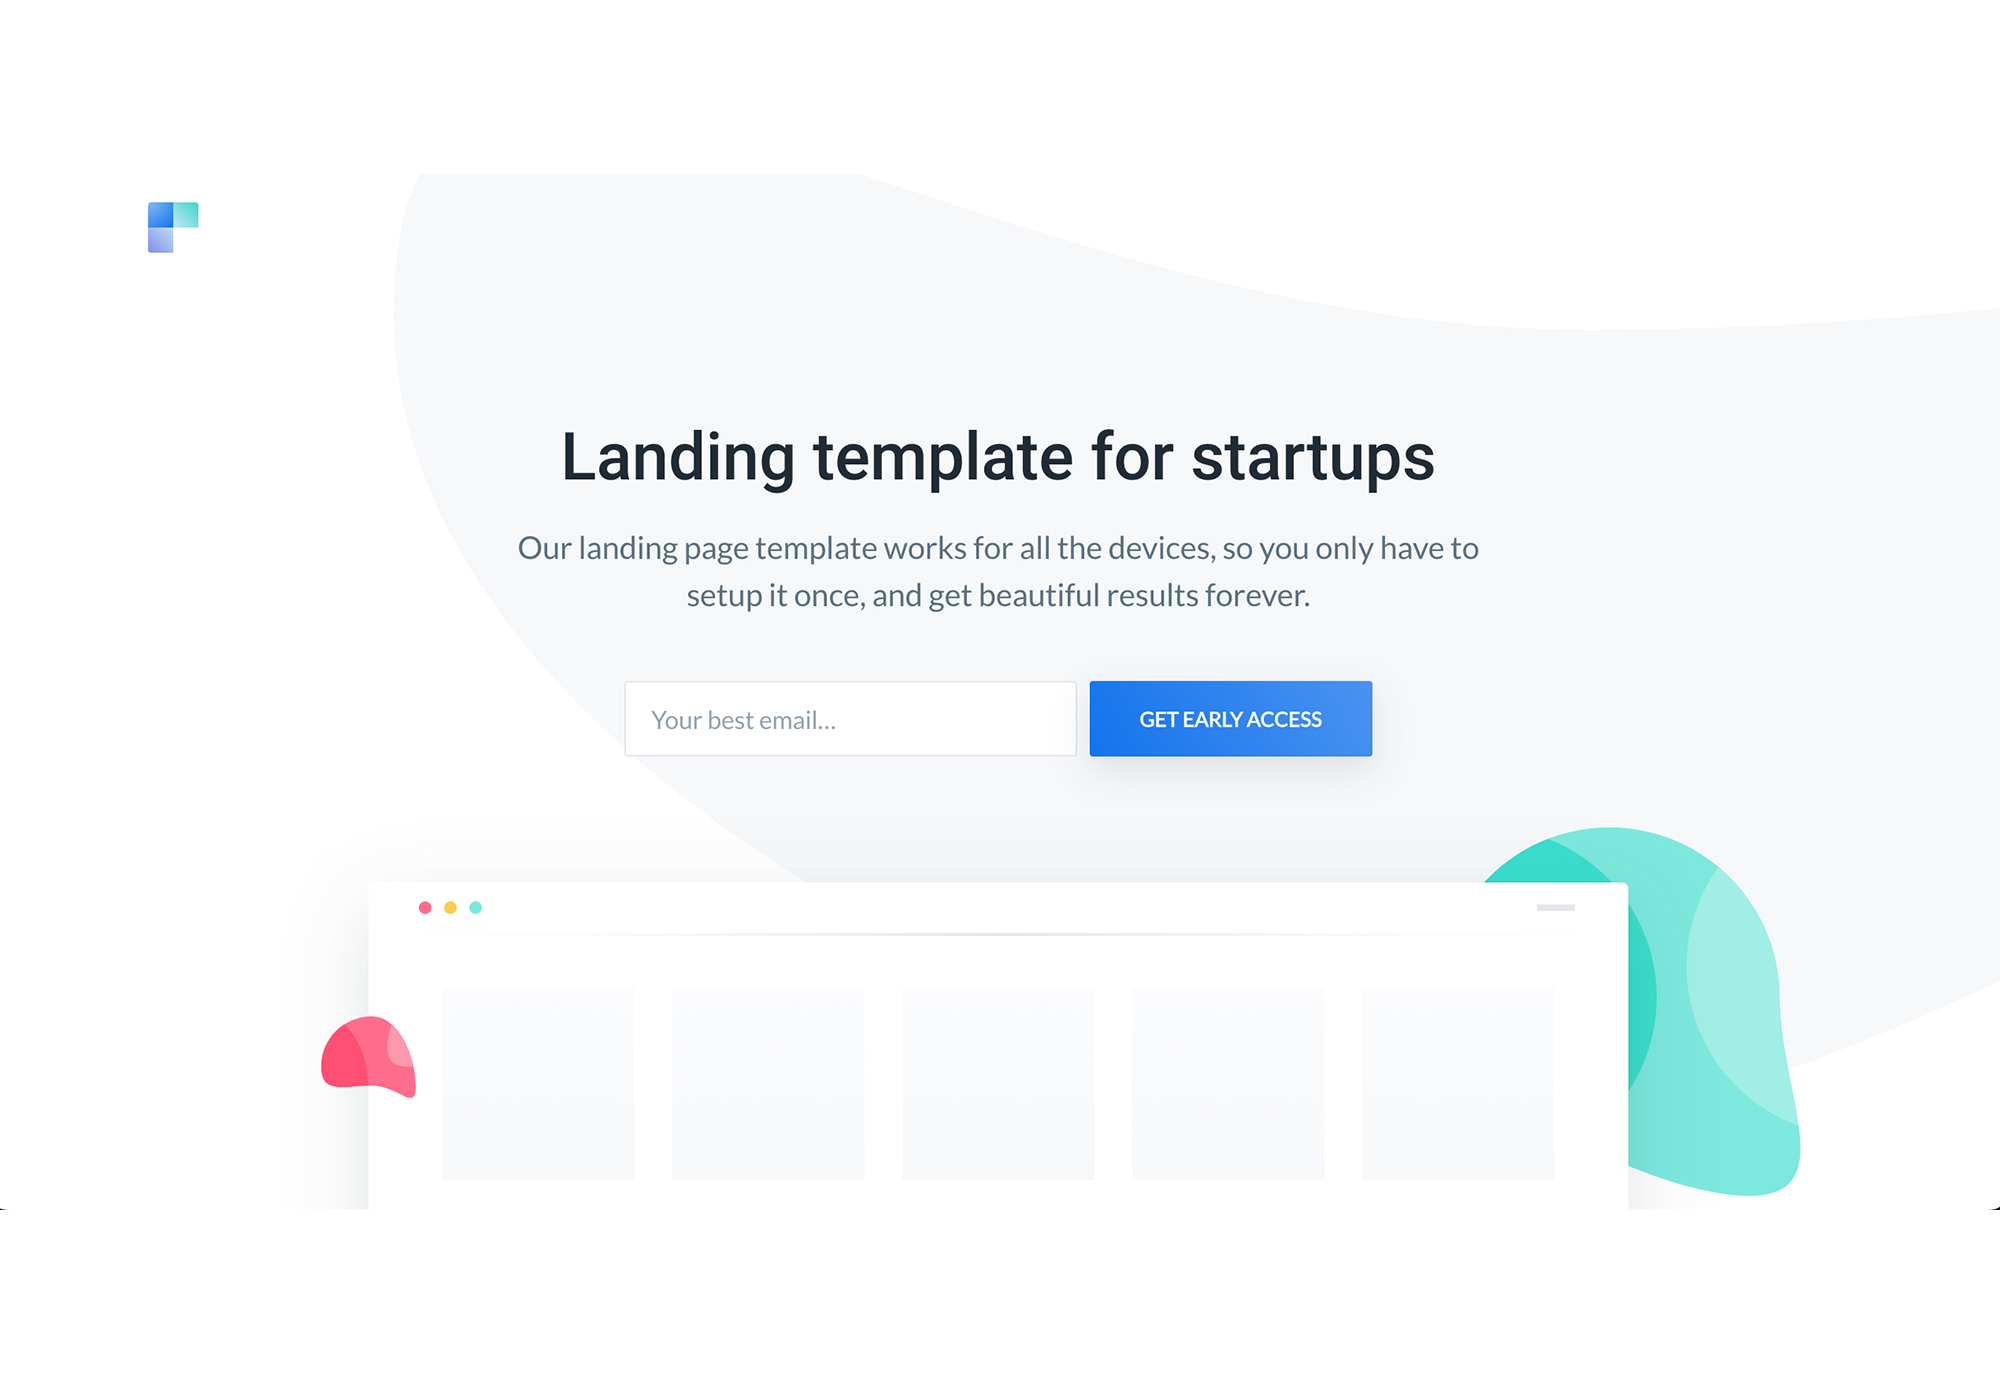 Landing template for startups
Our landing page template works for all the devices, so you only have to
setup it once, and get beautiful results forever.
Your best email...
GET EARLY ACCESS